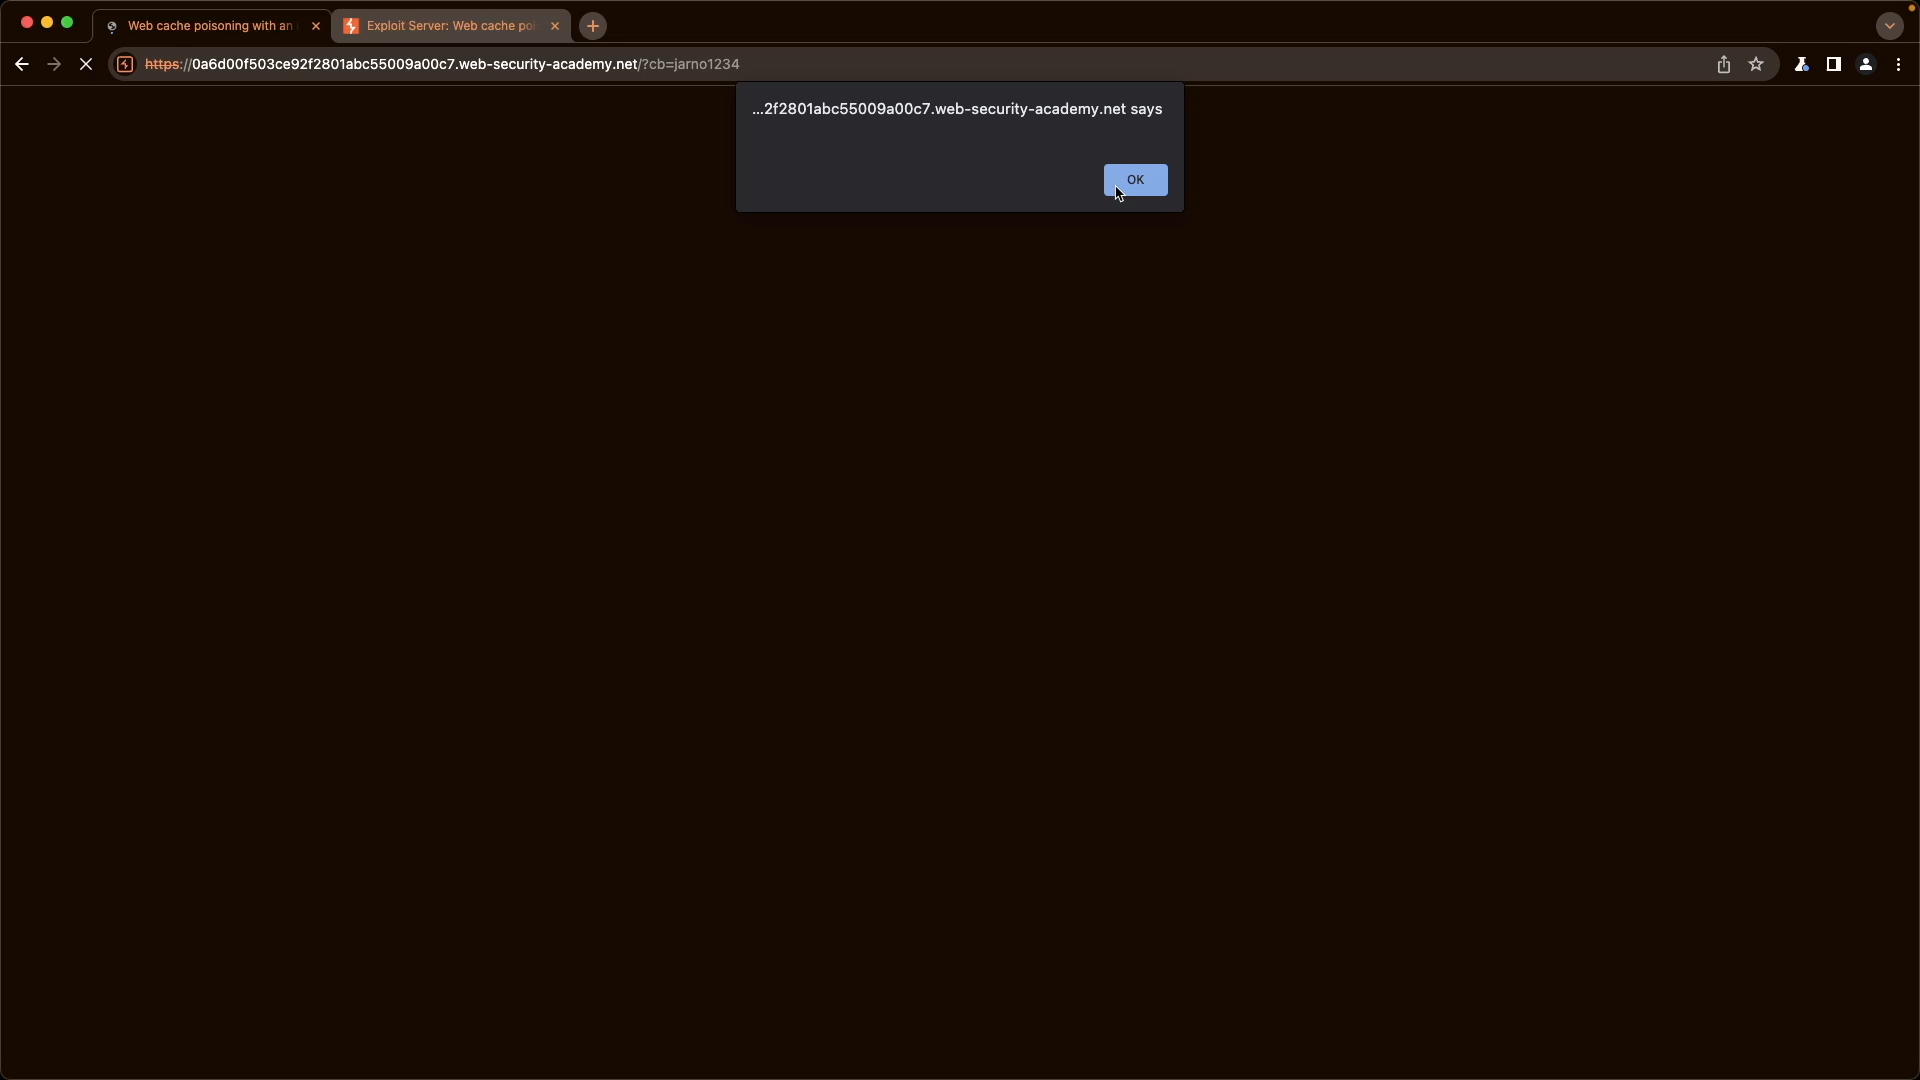 Web cache poisoning with an
Exploit Server: Web cache poi
https://0a6d00f503ce92f2801abc55009a00c7.web-security-academy.net/?cb=jarno1234
...2f2801abc55009a00c7.web-security-academy.net says
OK